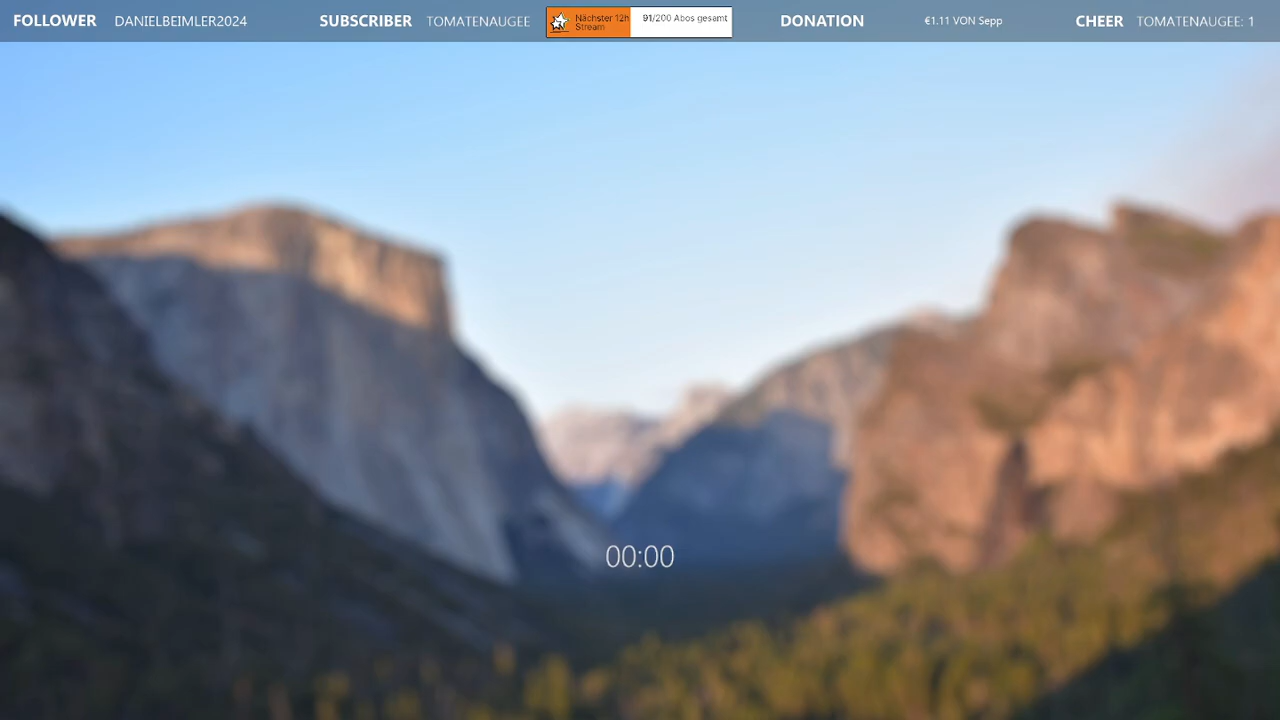 FOLLOWER DANIELBEIMLER2024 SUBSCRIBER TOMATENAUGEE Nächster 12h 91/200 Abos gesamt DONATION €1.11 VON Sepp CHEER TOMATENAUGEE: 1
Stream
00:00